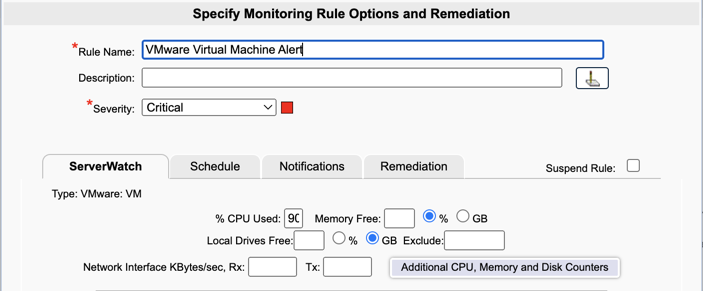 Specify Monitoring Rule Options and Remediation
*Rule Name: VMware Virtual Machine Alert
Description:
*Severity: Critical
ServerWatch Schedule Notifications Remediation Suspend Rule:
Type: VMware: VM
% CPU Used: 90 Memory Free: % GB
Local Drives Free: % GB Exclude:
Network Interface KBytes/sec, Rx: Tx: Additional CPU, Memory and Disk Counters